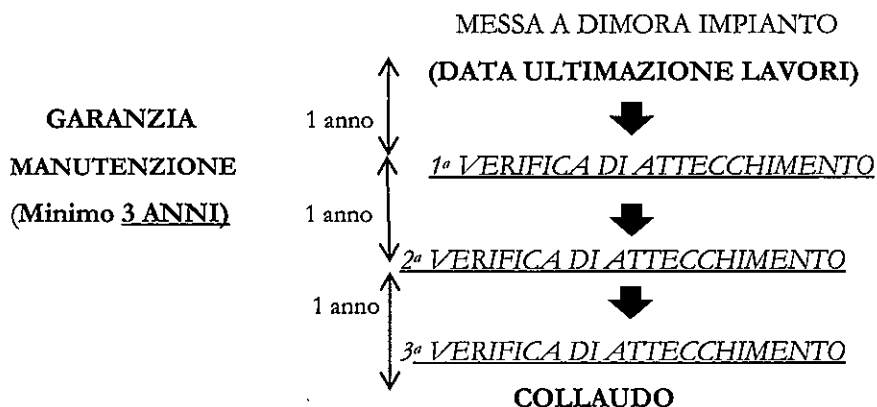 MESSA A DIMORA IMPIANTO
(DATA ULTIMAZIONE LAVORI)
GARANZIA
MANUTENZIONE
(Minimo 3 ANNI)
1 anno
1ª VERIFICA DI ATTECCHIMENTO
1 anno
2ª VERIFICA DI ATTECCHIMENTO
1 anno
3ª VERIFICA DI ATTECCHIMENTO
COLLAUDO